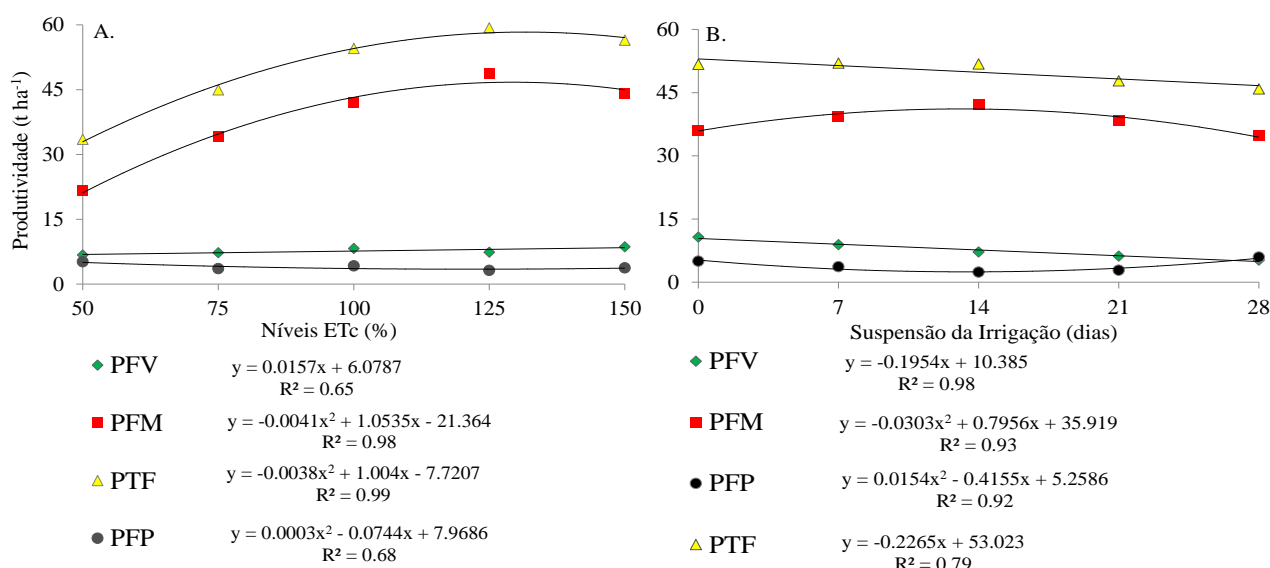 A.
Produtividade (t ha⁻¹)
60
45
30
15
0
50 75 100 125 150
Níveis ETc (%)
PFV y = 0.0157x + 6.0787
R² = 0.65
PFM y = -0.0041x² + 1.0535x - 21.364
R² = 0.98
PTF y = -0.0038x² + 1.004x - 7.7207
R² = 0.99
PFP y = 0.0003x² - 0.0744x + 7.9686
R² = 0.68
B.
60
45
30
15
0
0 7 14 21 28
Suspensão da Irrigação (dias)
PFV y = -0.1954x + 10.385
R² = 0.98
PFM y = -0.0303x² + 0.7956x + 35.919
R² = 0.93
PFP y = 0.0154x² - 0.4155x + 5.2586
R² = 0.92
PTF y = -0.2265x + 53.023
R² = 0.79